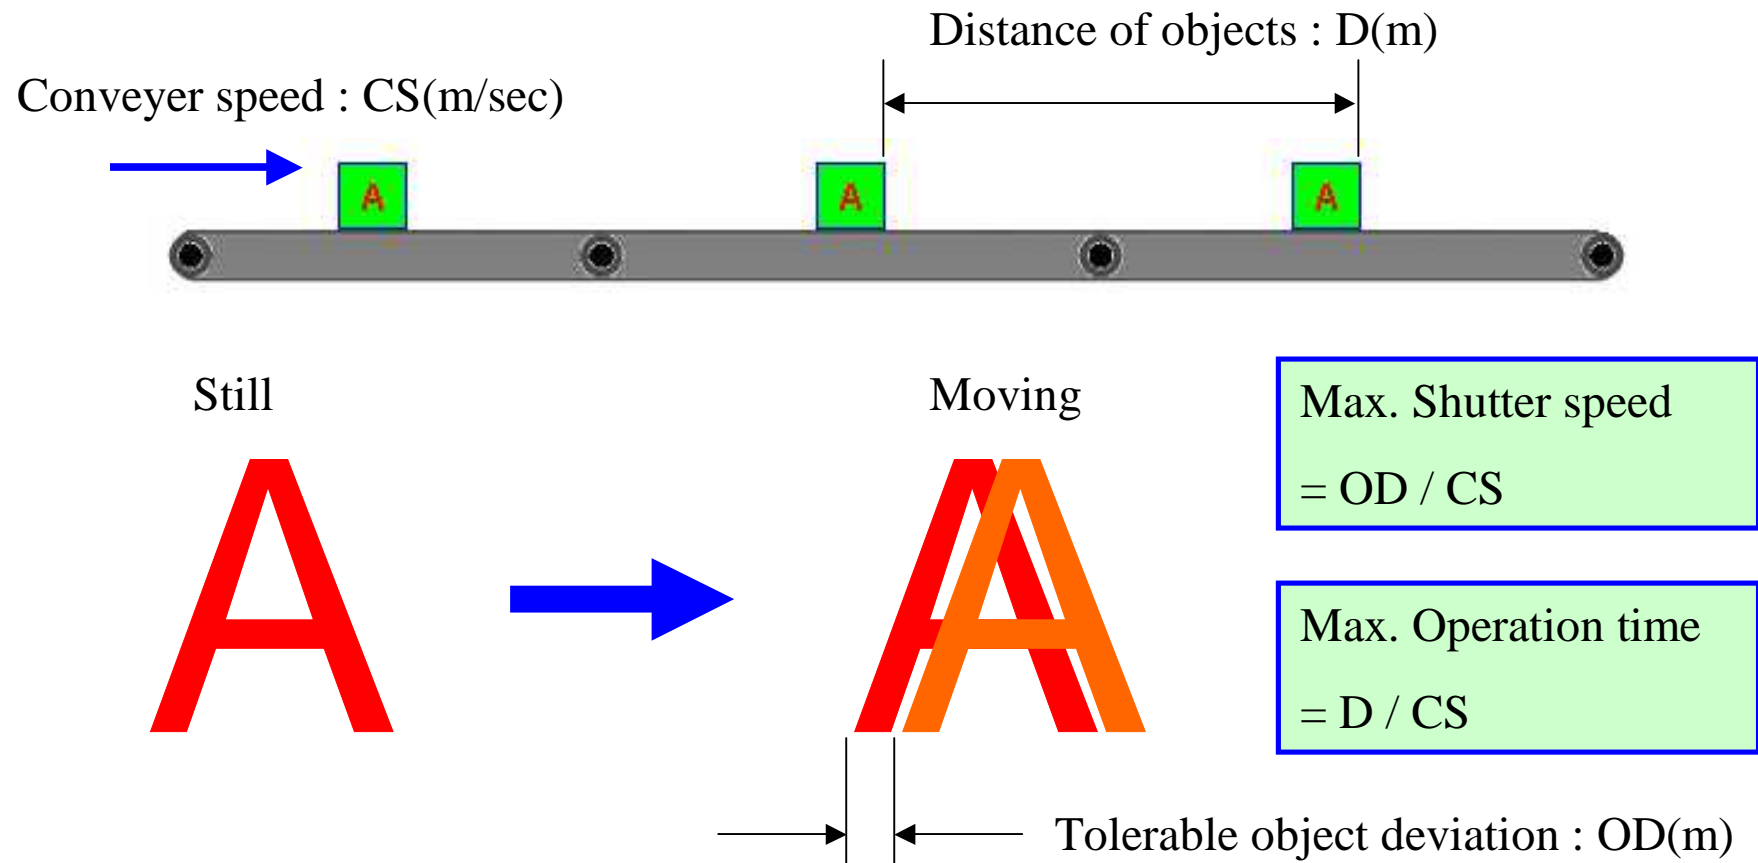 Distance of objects : D(m)
Conveyer speed : CS(m/sec)
A
A
A
Still
Moving
A
AA
Max. Shutter speed
= OD / CS
Max. Operation time
= D / CS
Tolerable object deviation : OD(m)